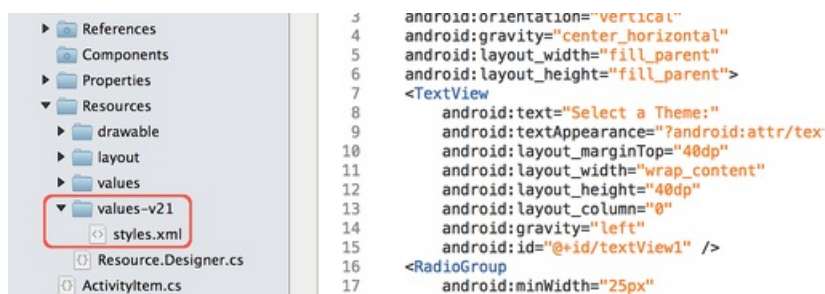 References
Components
Properties
Resources
drawable
layout
values
values-v21
styles.xml
Resource.Designer.cs
ActivityItem.cs
3 android:orientation="vertical"
4 android:gravity="center_horizontal"
5 android:layout_width="fill_parent"
6 android:layout_height="fill_parent">
7 <TextView
8 android:text="Select a Theme:"
9 android:textAppearance="?android:attr/tex
10 android:layout_marginTop="40dp"
11 android:layout_width="wrap_content"
12 android:layout_height="40dp"
13 android:layout_column="0"
14 android:gravity="left"
15 android:id="@+id/textView1" />
16 <RadioGroup
17 android:minWidth="25px"